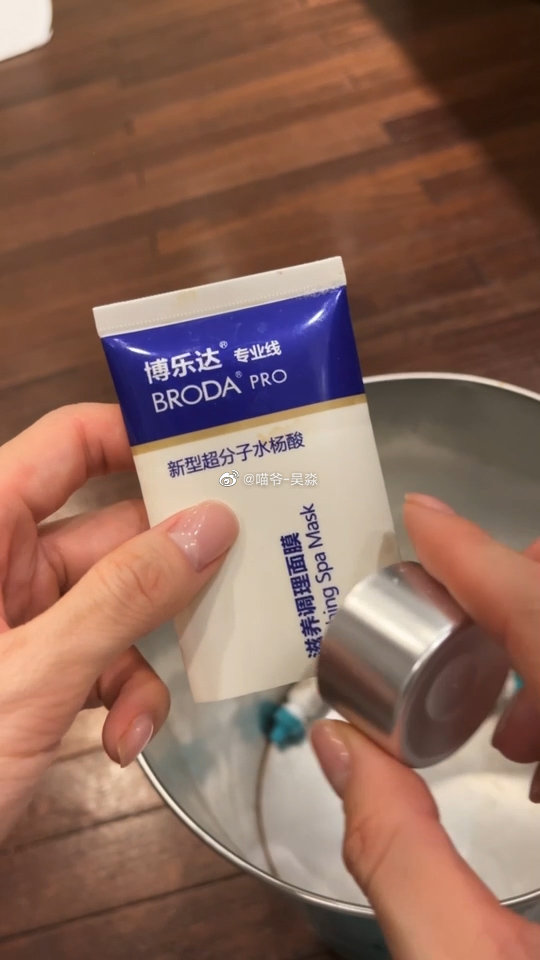 博乐达® 专业线
BRODA® PRO
新型超分子水杨酸
@喵爷-吴淼
滋养调理面膜
Spa Mask